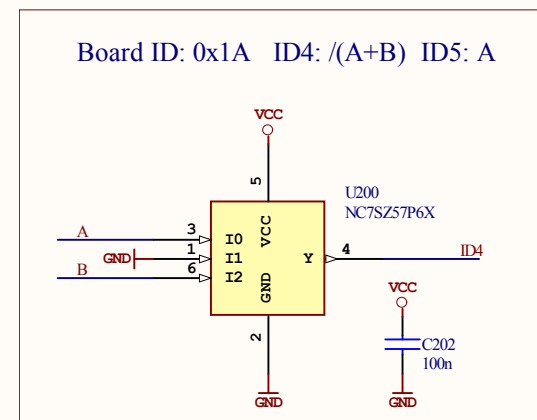 Board ID: 0x1A ID4: /(A+B) ID5: A
VCC
5
U200
NC7SZ57P6X
A
3
I0
VCC
GND
1
I1
Y
4
ID4
B
6
I2
GND
VCC
2
C202
100n
GND
GND